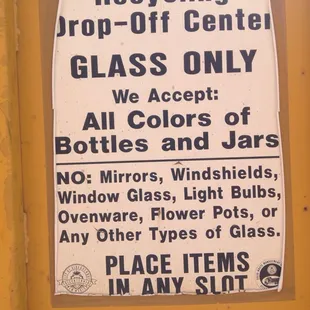 Recycling
Drop-Off Center
GLASS ONLY
We Accept:
All Colors of
Bottles and Jars
NO: Mirrors, Windshields,
Window Glass, Light Bulbs,
Ovenware, Flower Pots, or
Any Other Types of Glass.
PLACE ITEMS
IN ANY SLOT